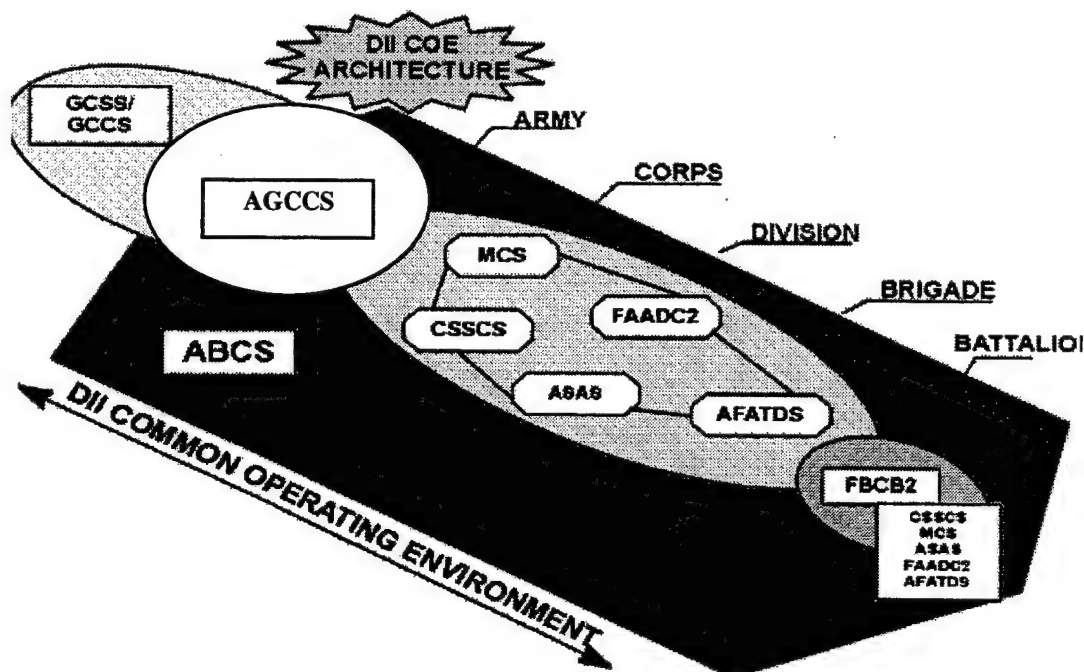 DII COE
ARCHITECTURE
GCSS/
GCCS
ARMY
CORPS
AGCCS
DIVISION
MCS
BRIGADE
FAADC2
CSSCS
BATTALION
ABCS
ASAS
AFATDS
DII COMMON OPERATING ENVIRONMENT
FBCB2
CSSCS
MCS
ASAS
FAADC2
AFATDS